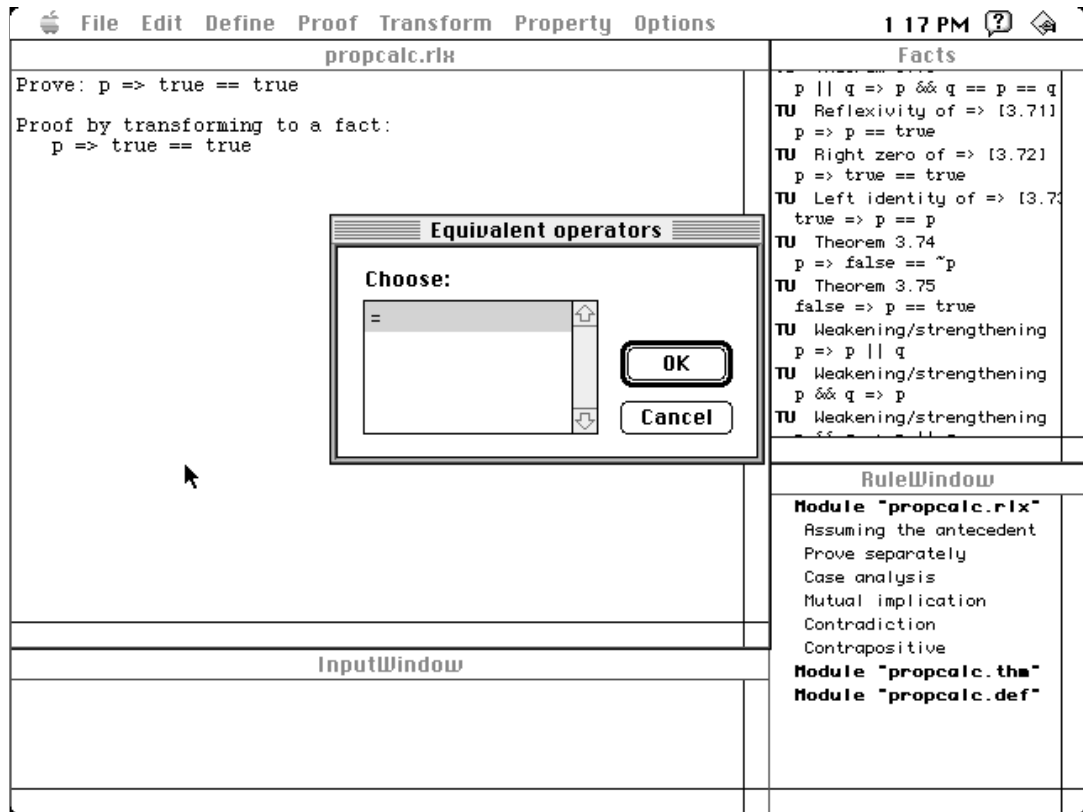 File Edit Define Proof Transform Property Options 1 17 PM
propcalc.rlx
Prove: p => true == true
Proof by transforming to a fact:
p => true == true
Equivalent operators
Choose:
=
OK
Cancel
Facts
p || q => p && q == p == q
TU Reflexivity of => [3.71]
p => p == true
TU Right zero of => [3.72]
p => true == true
TU Left identity of => [3.73
true => p == p
TU Theorem 3.74
p => false == ~p
TU Theorem 3.75
false => p == true
TU Weakening/strengthening
p => p || q
TU Weakening/strengthening
p && q => p
TU Weakening/strengthening
RuleWindow
Module "propcalc.rlx"
Assuming the antecedent
Prove separately
Case analysis
Mutual implication
Contradiction
Contrapositive
Module "propcalc.thm"
Module "propcalc.def"
InputWindow